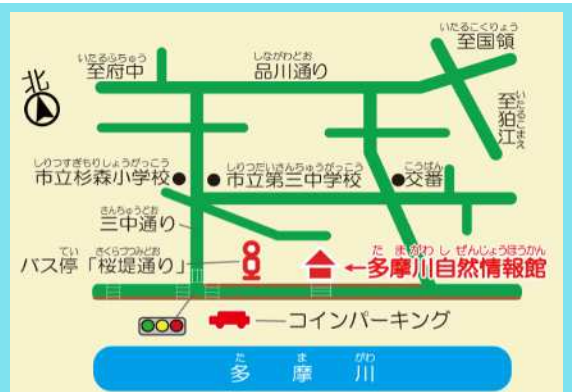 いたるこくりょう
至国領
いたるふちゅう
至府中
しながわどお
品川通り
北
いたるこまえ
至狛江
しりつすぎもりしょうがっこう
市立杉森小学校
しりつだいさんちゅうがっこう
市立第三中学校
こうばん
交番
さんちゅうどお
三中通り
てい さくらづつみどお
バス停「桜堤通り」
たまがわしぜんじょうほうかん
←多摩川自然情報館
コインパーキング
た ま がわ
多摩川